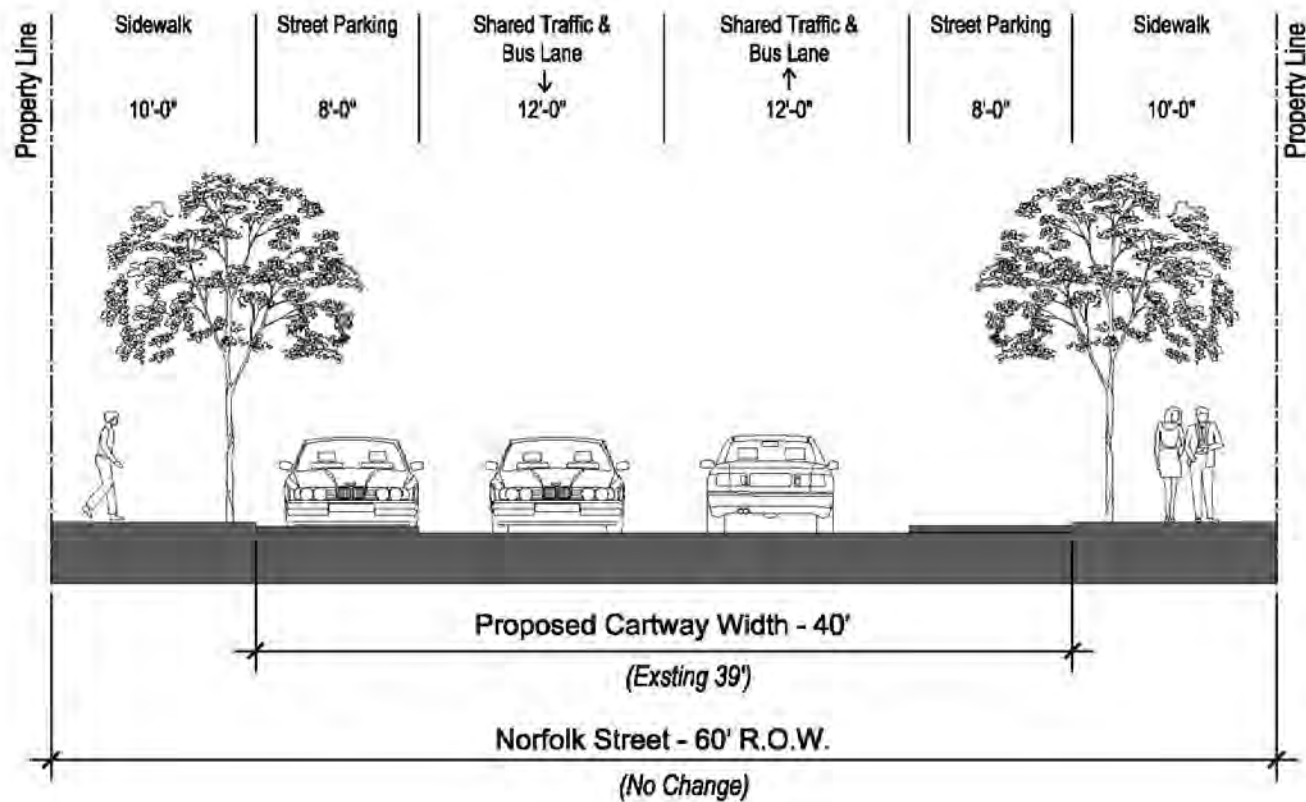 Property Line
Sidewalk
10'-0"
Street Parking
8'-0"
Shared Traffic &
Bus Lane
↓
12'-0"
Shared Traffic &
Bus Lane
↑
12'-0"
Street Parking
8'-0"
Sidewalk
10'-0"
Property Line
Proposed Cartway Width - 40'
(Exsting 39')
Norfolk Street - 60' R.O.W.
(No Change)